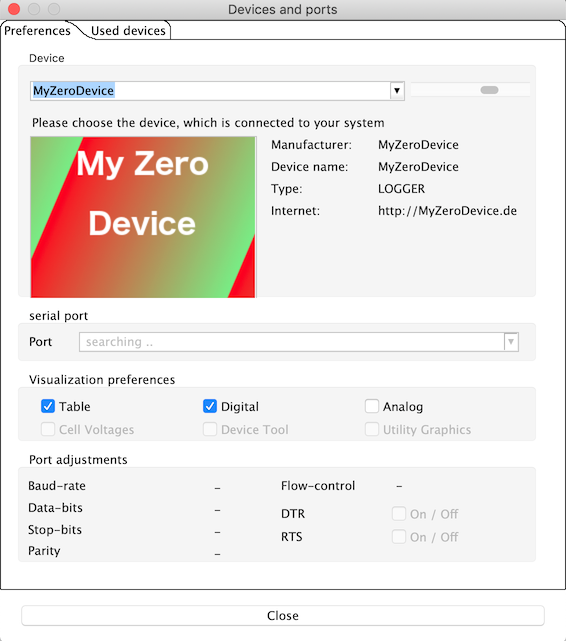 Devices and ports
Preferences
Used devices
Device
MyZeroDevice
Please choose the device, which is connected to your system
My Zero
Device
Manufacturer: MyZeroDevice
Device name: MyZeroDevice
Type: LOGGER
Internet: http://MyZeroDevice.de
serial port
Port searching ..
Visualization preferences
Table Digital Analog
Cell Voltages Device Tool Utility Graphics
Port adjustments
Baud-rate – Flow-control –
Data-bits –
DTR On / Off
Stop-bits –
RTS On / Off
Parity –
Close